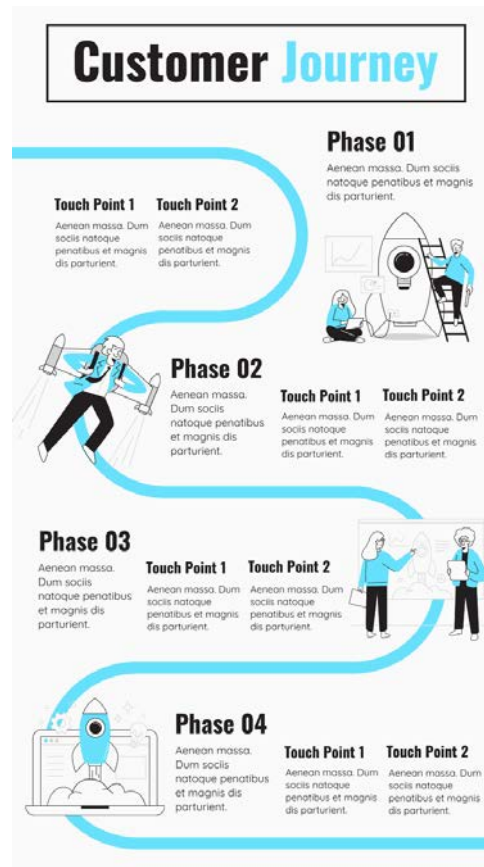 Customer Journey
Phase 01
Aenean massa. Dum sociis
natoque penatibus et magnis
dis parturient.
Touch Point 1
Aenean massa. Dum
sociis natoque
penatibus et magnis
dis parturient.
Touch Point 2
Aenean massa. Dum
sociis natoque
penatibus et magnis
dis parturient.
Phase 02
Aenean massa.
Dum sociis
natoque penatibus
et magnis dis
parturient.
Touch Point 1
Aenean massa. Dum
sociis natoque
penatibus et magnis
dis parturient.
Touch Point 2
Aenean massa. Dum
sociis natoque
penatibus et magnis
dis parturient.
Phase 03
Aenean massa.
Dum sociis
natoque penatibus
et magnis dis
parturient.
Touch Point 1
Aenean massa. Dum
sociis natoque
penatibus et magnis
dis parturient.
Touch Point 2
Aenean massa. Dum
sociis natoque
penatibus et magnis
dis parturient.
Phase 04
Aenean massa.
Dum sociis
natoque penatibus
et magnis dis
parturient.
Touch Point 1
Aenean massa. Dum
sociis natoque
penatibus et magnis
dis parturient.
Touch Point 2
Aenean massa. Dum
sociis natoque
penatibus et magnis
dis parturient.